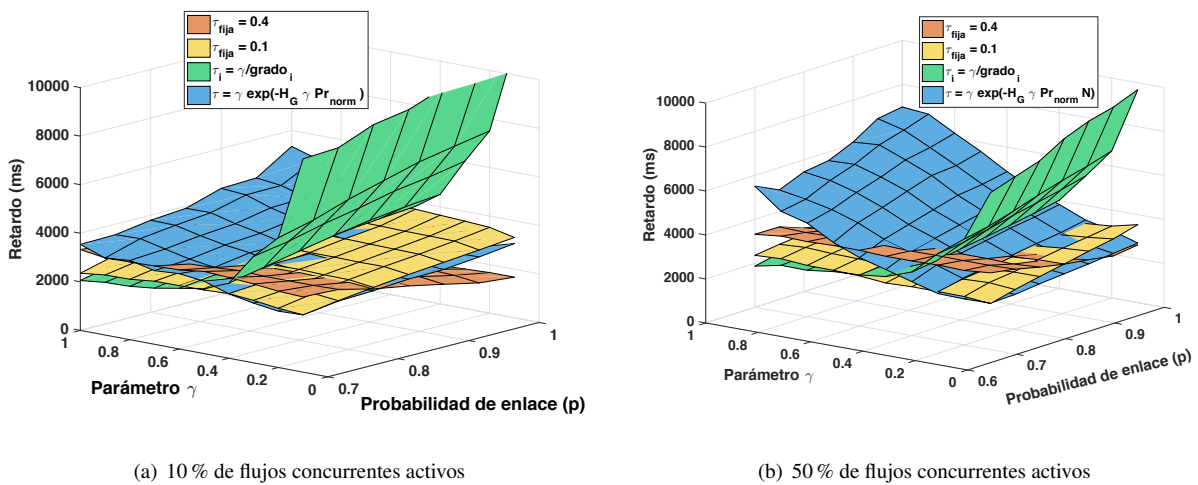 τfija = 0.4
τfija = 0.1
τi = γ/gradoi
τ = γ exp(-HG γ Prnorm )
10000
8000
6000
4000
2000
0
Retardo (ms)
1
0.8
0.6
0.4
0.2
0
Parámetro γ
0.7
0.8
0.9
1
Probabilidad de enlace (p)
(a) 10 % de flujos concurrentes activos
τfija = 0.4
τfija = 0.1
τi = γ/gradoi
τ = γ exp(-HG γ Prnorm N)
10000
8000
6000
4000
2000
0
Retardo (ms)
1
0.8
0.6
0.4
0.2
0
Parámetro γ
0.6
0.7
0.8
0.9
1
Probabilidad de enlace (p)
(b) 50 % de flujos concurrentes activos